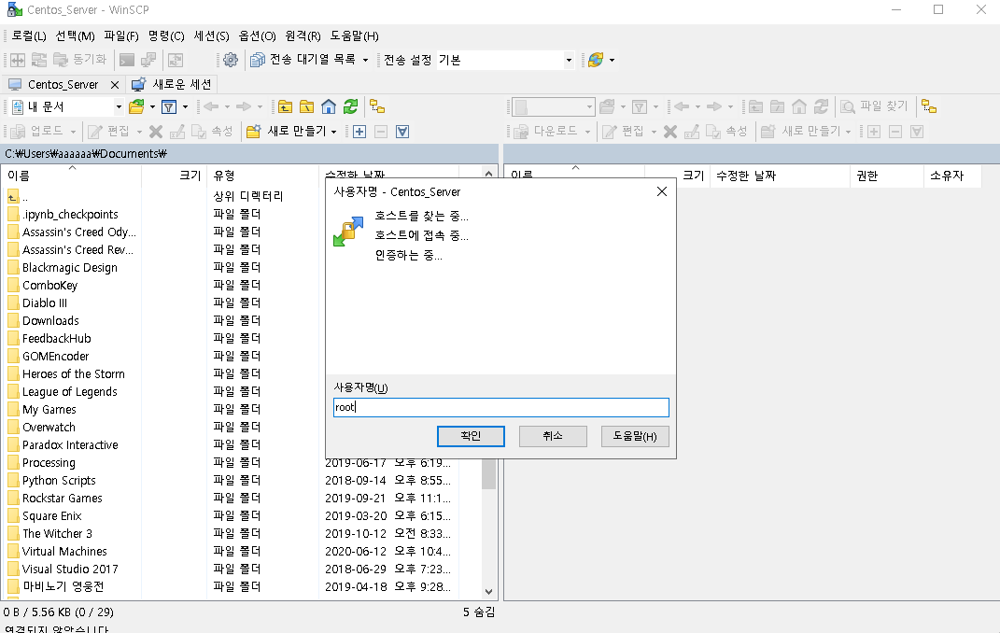 Centos_Server - WinSCP
로컬(L) 선택(M) 파일(F) 명령(C) 세션(S) 옵션(O) 원격(R) 도움말(H)
동기화 전송 대기열 목록 전송 설정 기본
Centos_Server 새로운 세션
내 문서 파일 찾기
업로드 편집 속성 새로 만들기 다운로드 편집 속성 새로 만들기
C:₩Users₩aaaaaa₩Documents₩
이름 크기 유형 수정한 날짜 이름 크기 수정한 날짜 권한 소유자
.. 상위 디렉터리
.ipynb_checkpoints 파일 폴더
Assassin's Creed Ody... 파일 폴더
Assassin's Creed Rev... 파일 폴더
Blackmagic Design 파일 폴더
ComboKey 파일 폴더
Diablo III 파일 폴더
Downloads 파일 폴더
FeedbackHub 파일 폴더
GOMEncoder 파일 폴더
Heroes of the Storm 파일 폴더
League of Legends 파일 폴더
My Games 파일 폴더
Overwatch 파일 폴더
Paradox Interactive 파일 폴더
Processing 파일 폴더 2019-06-17 오후 6:19...
Python Scripts 파일 폴더 2018-09-14 오후 8:55...
Rockstar Games 파일 폴더 2019-09-21 오후 11:1...
Square Enix 파일 폴더 2019-03-20 오후 6:15...
The Witcher 3 파일 폴더 2019-10-12 오전 8:33...
Virtual Machines 파일 폴더 2020-06-12 오후 10:4...
Visual Studio 2017 파일 폴더 2018-06-29 오후 7:23...
마비노기 영웅전 파일 폴더 2019-04-18 오후 9:28...
사용자명 - Centos_Server
호스트를 찾는 중...
호스트에 접속 중...
인증하는 중...
사용자명(U)
root
확인 취소 도움말(H)
0 B / 5.56 KB (0 / 29) 5 숨김
연결되지 않았습니다